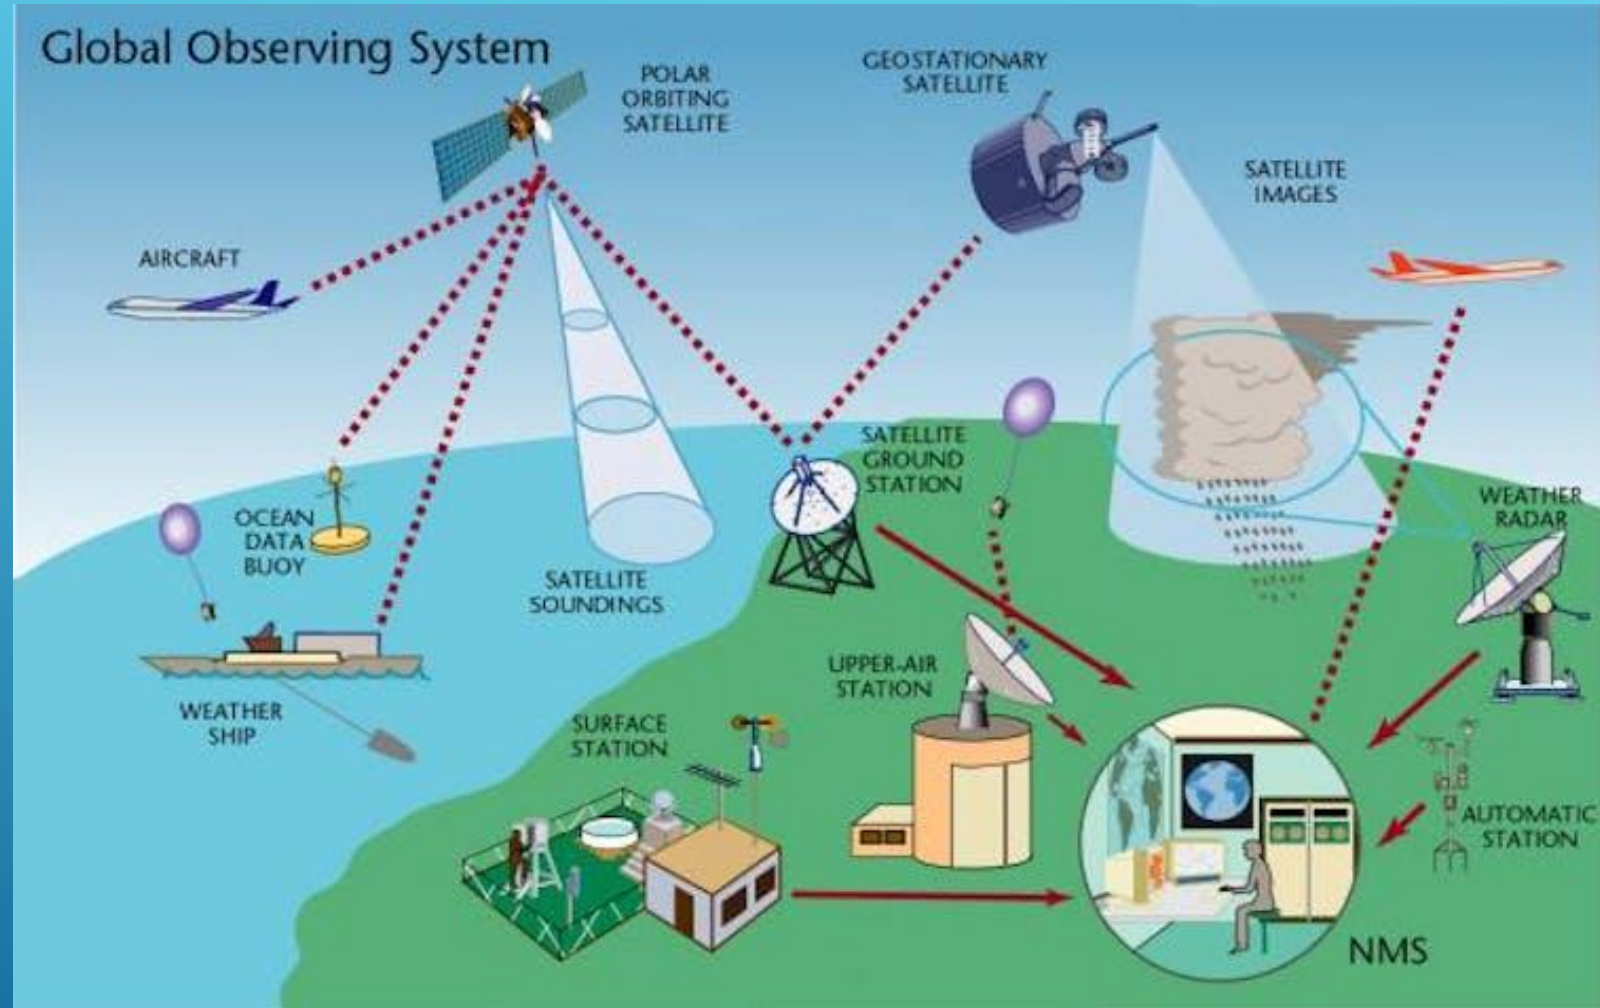 Global Observing System
POLAR
ORBITING
SATELLITE
GEOSTATIONARY
SATELLITE
SATELLITE
IMAGES
AIRCRAFT
SATELLITE
GROUND
STATION
WEATHER
RADAR
OCEAN
DATA
BUOY
SATELLITE
SOUNDINGS
UPPER-AIR
STATION
WEATHER
SHIP
SURFACE
STATION
AUTOMATIC
STATION
NMS